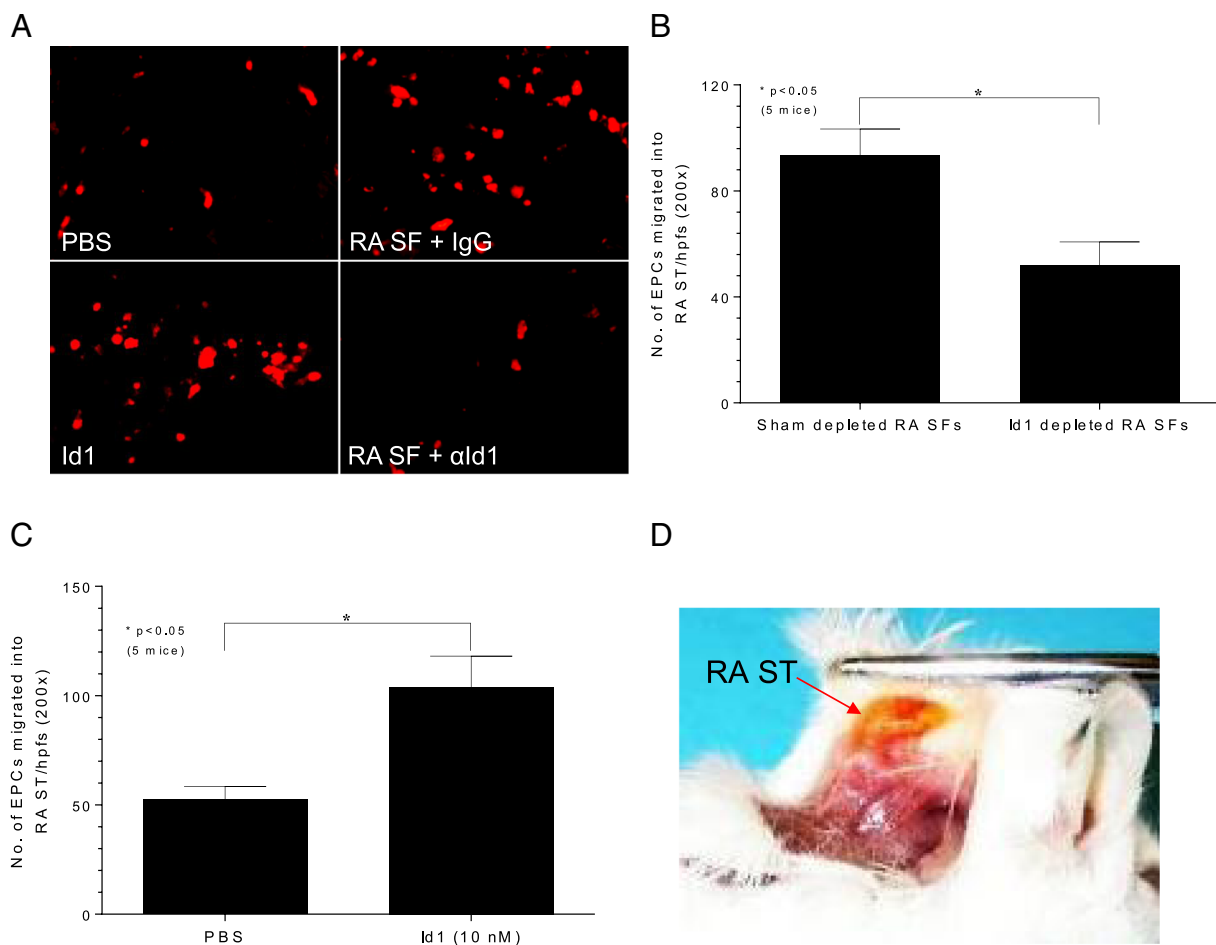 A
PBS
RA SF + IgG
Id1
RA SF + αId1
B
No. of EPCs migrated into
RA ST/hpfs (200x)
120
80
40
0
* p<0.05
(5 mice)
*
Sham depleted RA SFs
Id1 depleted RA SFs
C
No. of EPCs migrated into
RA ST/hpfs (200x)
150
100
50
0
* p<0.05
(5 mice)
*
PBS
Id1 (10 nM)
D
RA ST